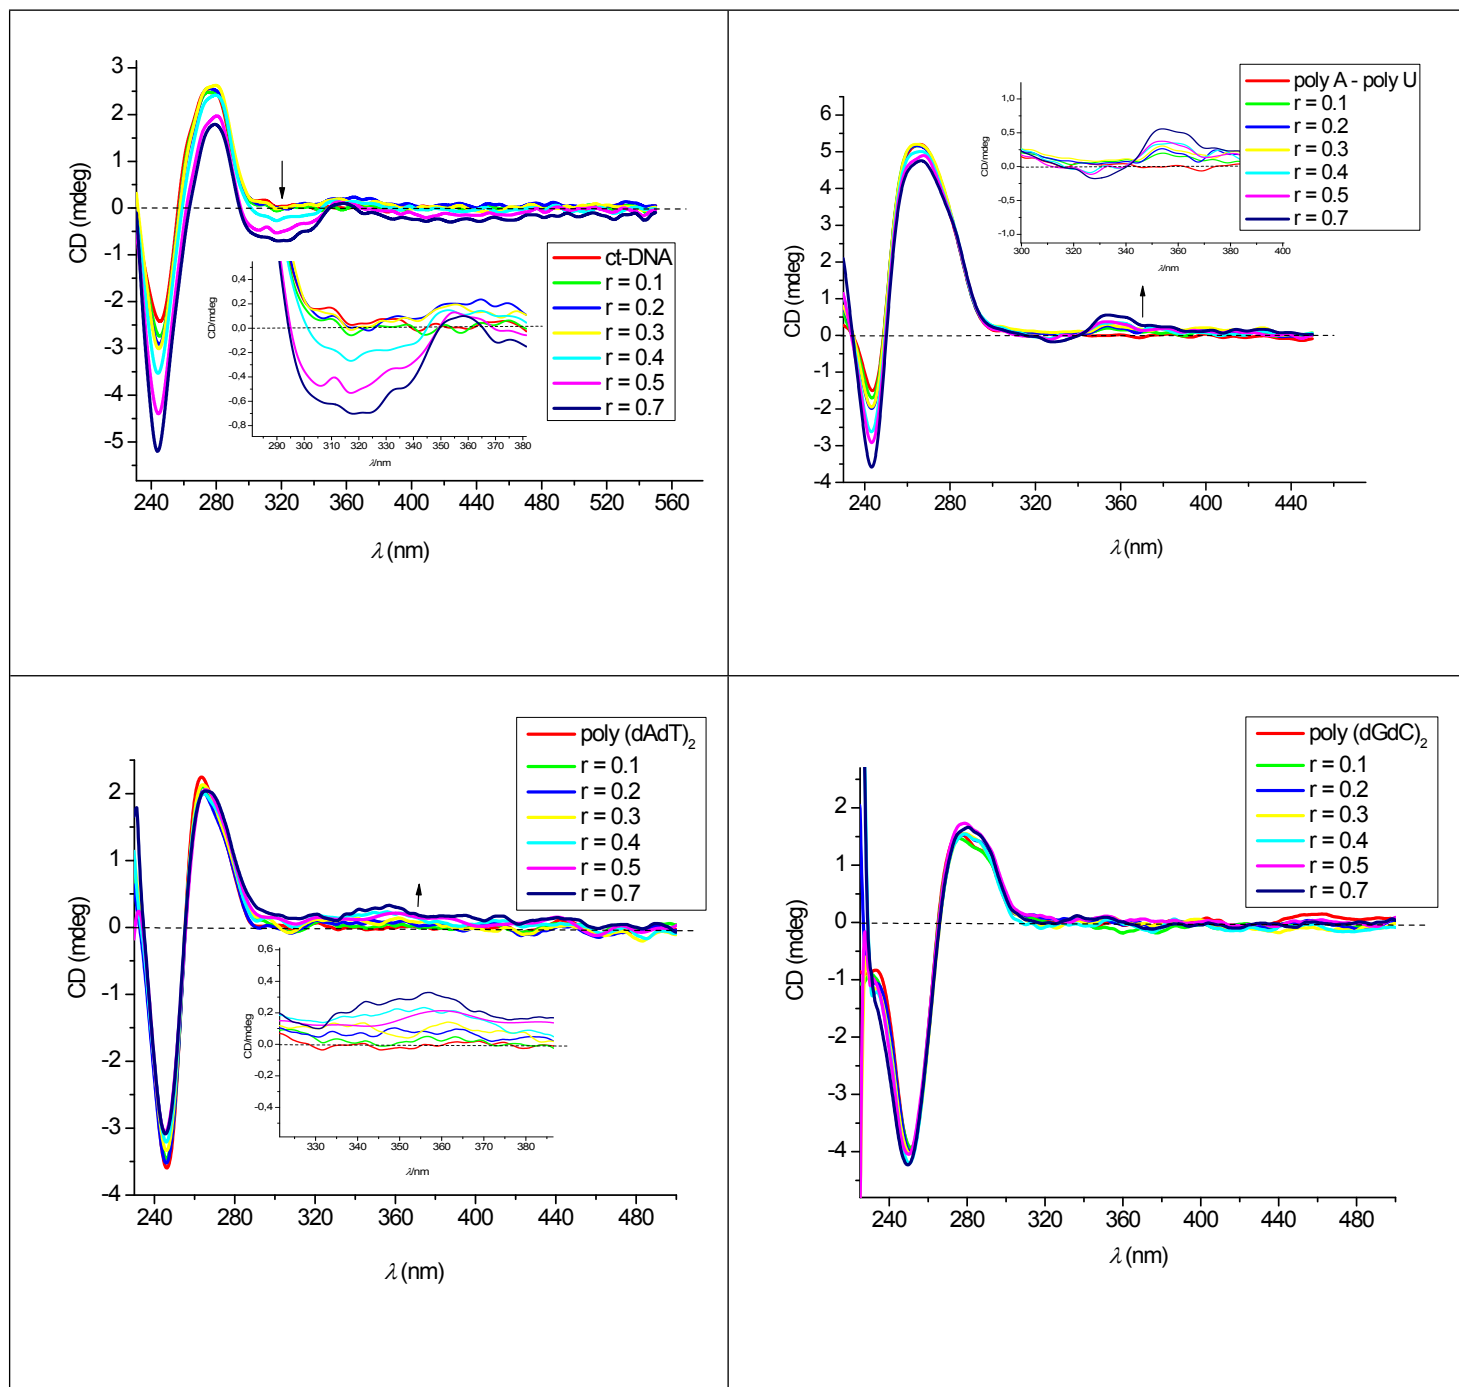 3
2
1
0
-1
-2
-3
-4
-5
CD (mdeg)
240 280 320 360 400 440 480 520 560
λ (nm)
ct-DNA
r = 0.1
r = 0.2
r = 0.3
r = 0.4
r = 0.5
r = 0.7
0,4
0,2
0,0
-0,2
-0,4
-0,6
-0,8
CD/mdeg
290 300 310 320 330 340 350 360 370 380
λ/nm
6
5
4
3
2
1
0
-1
-2
-3
-4
CD (mdeg)
240 280 320 360 400 440
λ (nm)
poly A - poly U
r = 0.1
r = 0.2
r = 0.3
r = 0.4
r = 0.5
r = 0.7
1,0
0,5
0,0
-0,5
-1,0
CD/mdeg
300 320 340 360 380 400
λ/nm
2
1
0
-1
-2
-3
-4
CD (mdeg)
240 280 320 360 400 440 480
λ (nm)
poly (dAdT)2
r = 0.1
r = 0.2
r = 0.3
r = 0.4
r = 0.5
r = 0.7
0,6
0,4
0,2
0,0
-0,2
-0,4
CD/mdeg
330 340 350 360 370 380
λ/nm
2
1
0
-1
-2
-3
-4
CD (mdeg)
240 280 320 360 400 440 480
λ (nm)
poly (dGdC)2
r = 0.1
r = 0.2
r = 0.3
r = 0.4
r = 0.5
r = 0.7